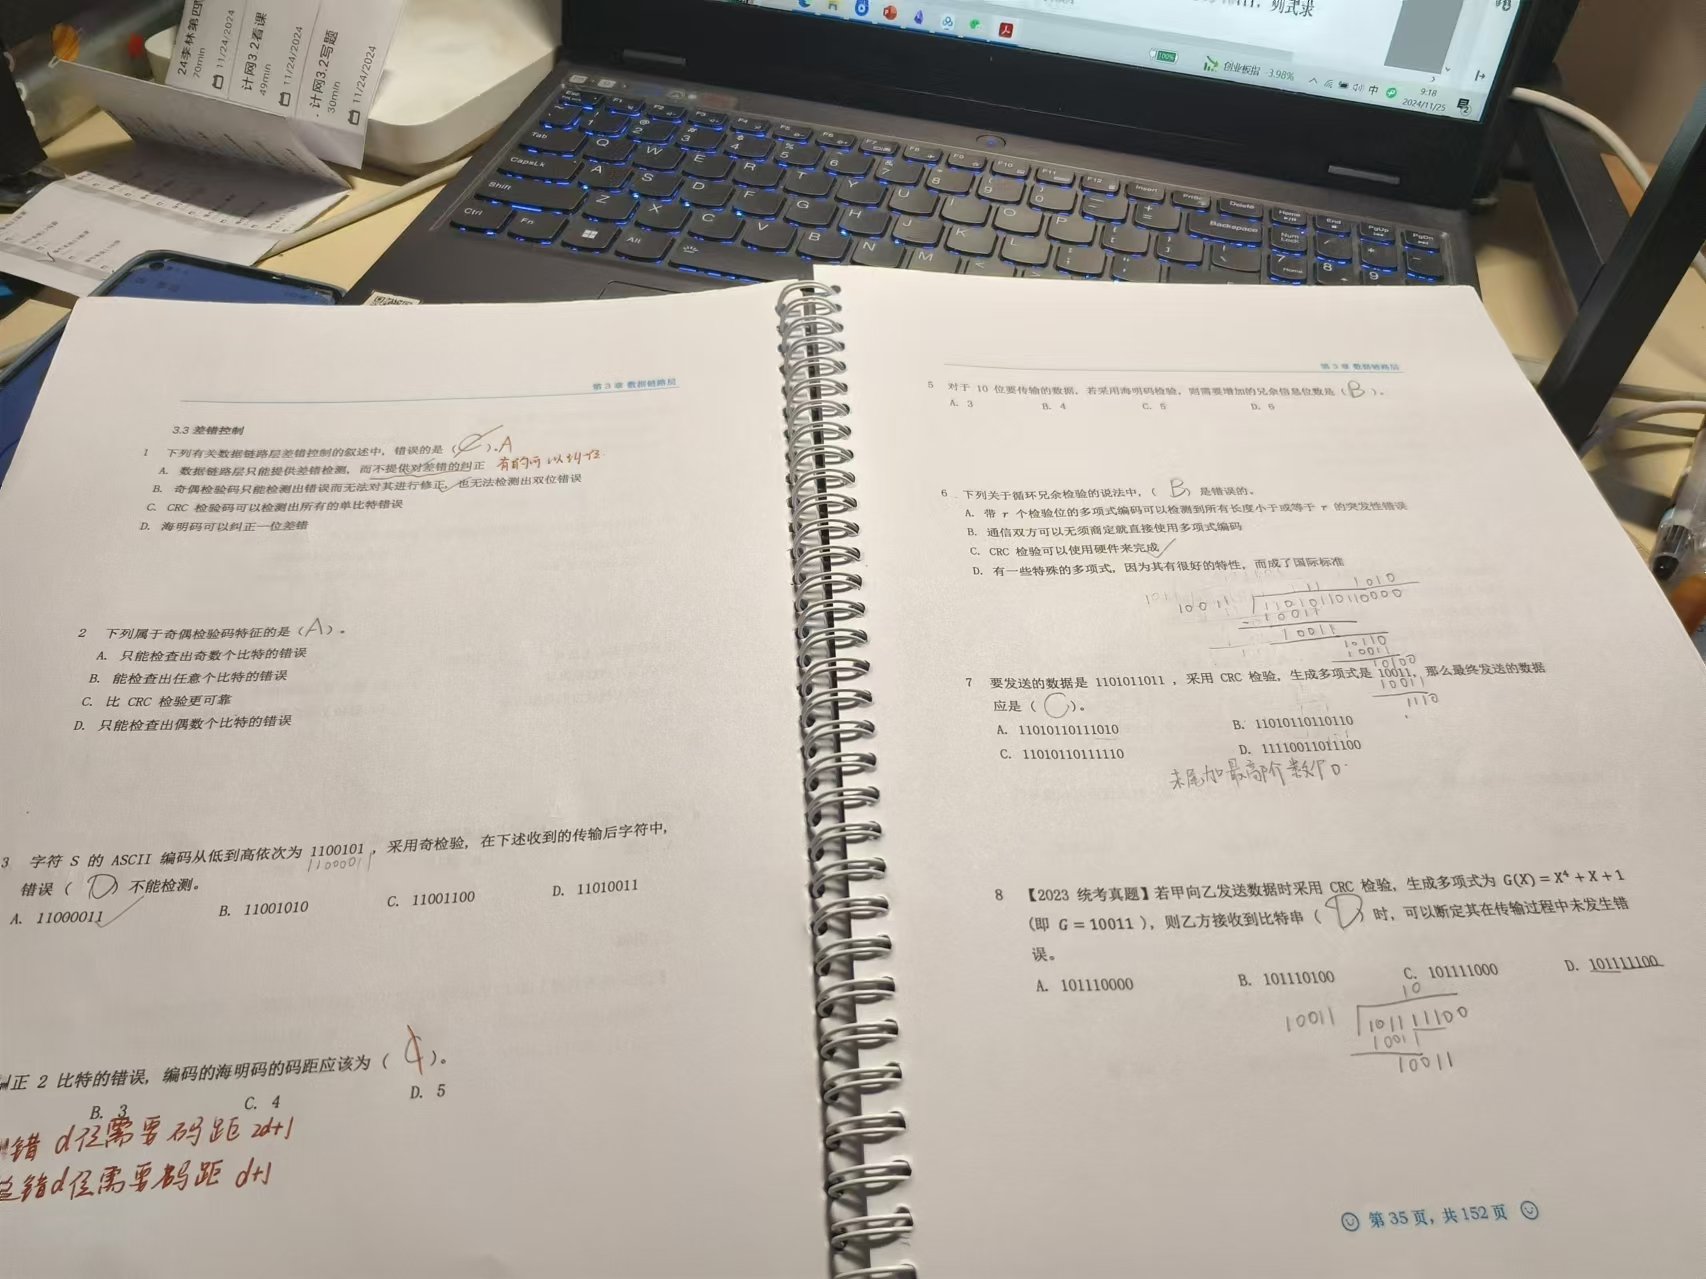 24李林第四
70min
11/24/2024
计网3.2看课
49min
11/24/2024
计网3.2写题
30min
11/24/2024
则式求
100%
创业板指 -3.98%
中
9:18
2024/11/25
第 3 章 数据链路层
3.3 差错控制
1 下列有关数据链路层差错控制的叙述中，错误的是（ ）。A
A. 数据链路层只能提供差错检测，而不提供对差错的纠正 有的可以纠正
B. 奇偶检验码只能检测出错误而无法对其进行修正，也无法检测出双位错误
C. CRC 检验码可以检测出所有的单比特错误
D. 海明码可以纠正一位差错
2 下列属于奇偶检验码特征的是（A）。
A. 只能检查出奇数个比特的错误
B. 能检查出任意个比特的错误
C. 比 CRC 检验更可靠
D. 只能检查出偶数个比特的错误
3 字符 S 的 ASCII 编码从低到高依次为 1100101 ，采用奇检验，在下述收到的传输后字符中，
11000011
错误（ D ）不能检测。
A. 11000011 B. 11001010 C. 11001100 D. 11010011
正 2 比特的错误，编码的海明码的码距应该为（ ）。
B. 3 C. 4 D. 5
错 d位需要码距 2d+1
错d位需要码距 d+1
第 3 章 数据链路层
5 对于 10 位要传输的数据，若采用海明码检验，则需要增加的冗余信息位数是（B）。
A. 3 B. 4 C. 5 D. 6
6 下列关于循环冗余检验的说法中，（ B ）是错误的。
A. 带 r 个检验位的多项式编码可以检测到所有长度小于或等于 r 的突发性错误
B. 通信双方可以无须商定就直接使用多项式编码
C. CRC 检验可以使用硬件来完成
D. 有一些特殊的多项式，因为其有很好的特性，而成了国际标准
11 1010
10011 11010110110000
10011
10011
10110
10011
10100
7 要发送的数据是 1101011011 ，采用 CRC 检验，生成多项式是 10011，那么最终发送的数据
10011
应是（ C ）。
1110
A. 11010110111010 B. 11010110110110
C. 11010110111110 D. 11110011011100
末尾加最高阶数个0.
8 【2023 统考真题】若甲向乙发送数据时采用 CRC 检验，生成多项式为 G(X) = X⁴ + X + 1
（即 G = 10011 ），则乙方接收到比特串（ D ）时，可以断定其在传输过程中未发生错
误。
A. 101110000 B. 101110100 C. 101111000 D. 101111100
10
10011 101111100
10011
10011
第 35 页，共 152 页